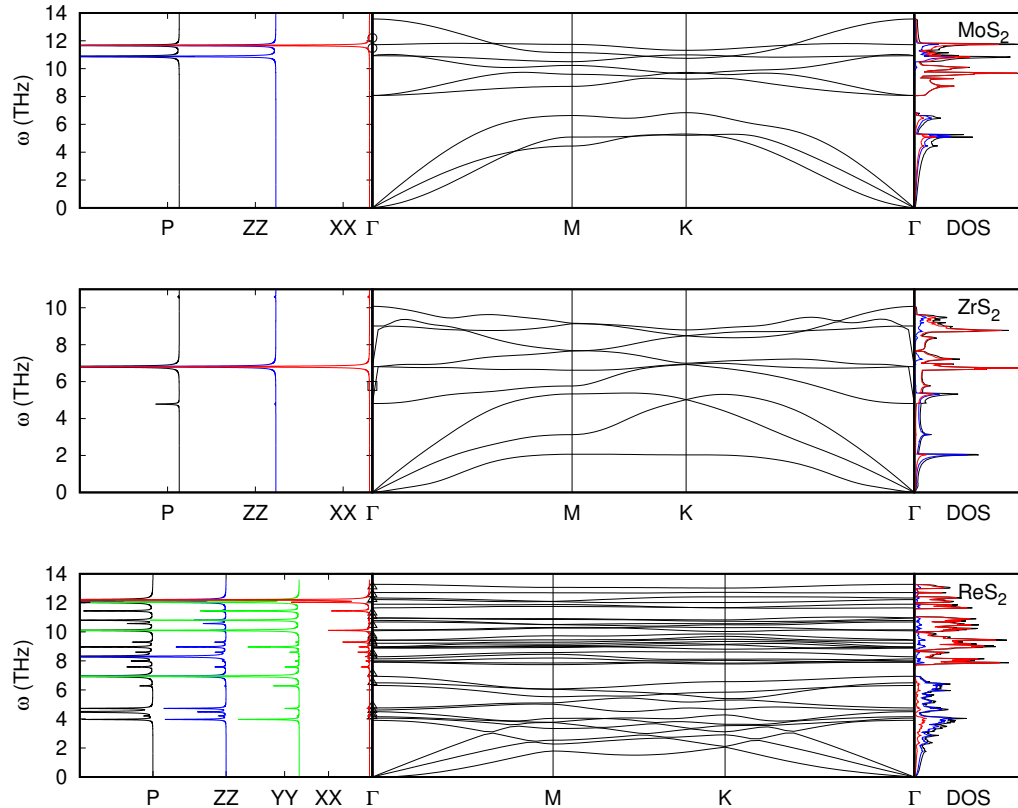 14
12
10
8
6
4
2
0
ω (THz)
P ZZ XX Γ M K Γ DOS
MoS₂
10
8
6
4
2
0
ω (THz)
P ZZ XX Γ M K Γ DOS
ZrS₂
14
12
10
8
6
4
2
0
ω (THz)
P ZZ YY XX Γ M K Γ DOS
ReS₂